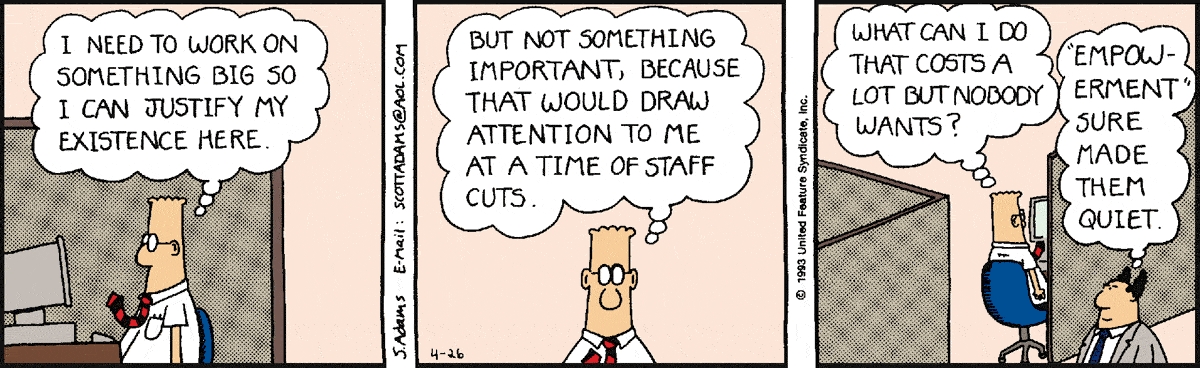 I NEED TO WORK ON
SOMETHING BIG SO
I CAN JUSTIFY MY
EXISTENCE HERE.
S.Adams E-mail: SCOTTADAMS@AOL.COM
BUT NOT SOMETHING
IMPORTANT, BECAUSE
THAT WOULD DRAW
ATTENTION TO ME
AT A TIME OF STAFF
CUTS.
4-26
© 1993 United Feature Syndicate, Inc.
WHAT CAN I DO
THAT COSTS A
LOT BUT NOBODY
WANTS?
"EMPOW-
ERMENT"
SURE
MADE
THEM
QUIET.